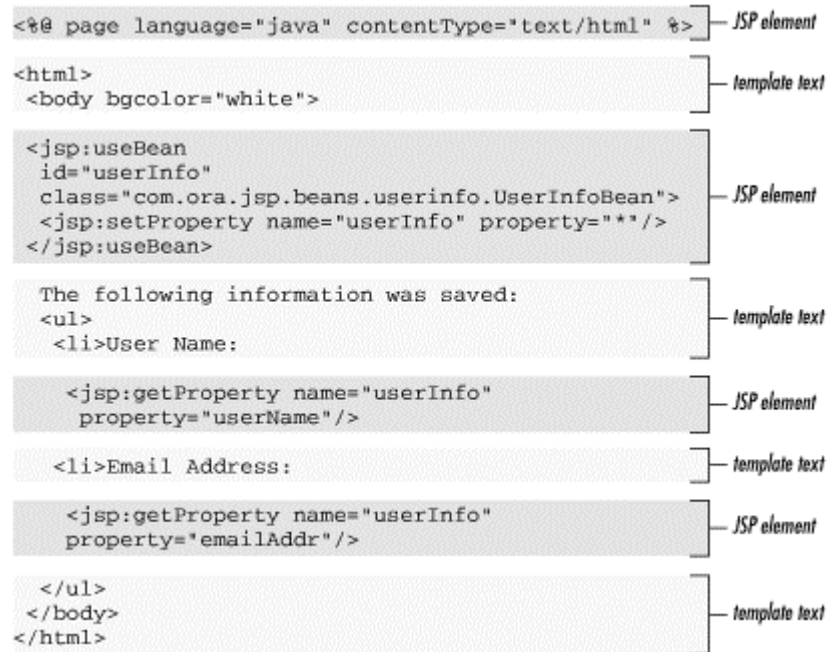 <%@ page language="java" contentType="text/html" %> JSP element
<html> template text
<body bgcolor="white">
<jsp:useBean
id="userInfo"
class="com.ora.jsp.beans.userinfo.UserInfoBean"> JSP element
<jsp:setProperty name="userInfo" property="*"/>
</jsp:useBean>
The following information was saved:
<ul> template text
<li>User Name:
<jsp:getProperty name="userInfo" JSP element
property="userName"/>
<li>Email Address: template text
<jsp:getProperty name="userInfo" JSP element
property="emailAddr"/>
</ul>
</body> template text
</html>